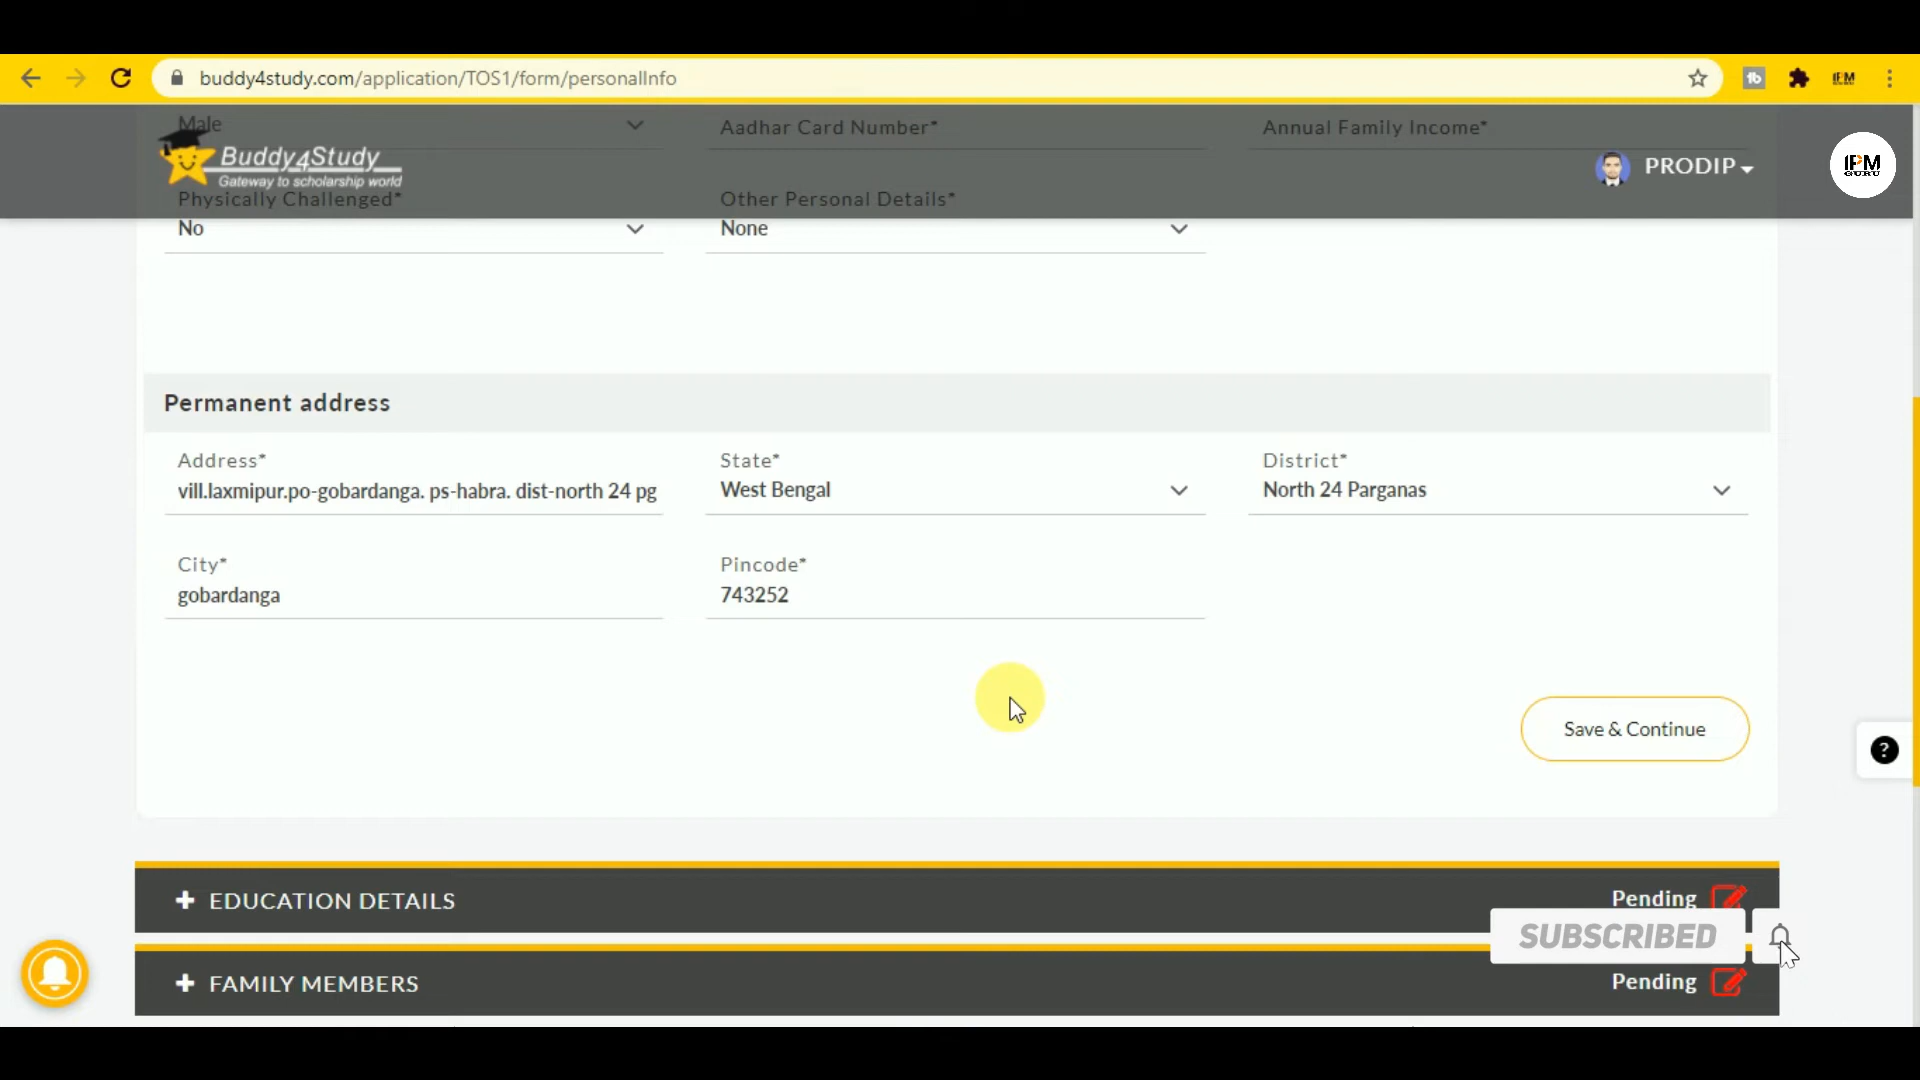 buddy4study.com/application/TOS1/form/personalInfo
Male
Aadhar Card Number*
Annual Family Income*
Buddy4Study
Gateway to scholarship world
PRODIP
IFM
GURU
Physically Challenged*
Other Personal Details*
No
None
Permanent address
Address*
State*
District*
vill.laxmipur.po-gobardanga. ps-habra. dist-north 24 pg
West Bengal
North 24 Parganas
City*
Pincode*
gobardanga
743252
Save & Continue
?
EDUCATION DETAILS
Pending
SUBSCRIBED
FAMILY MEMBERS
Pending